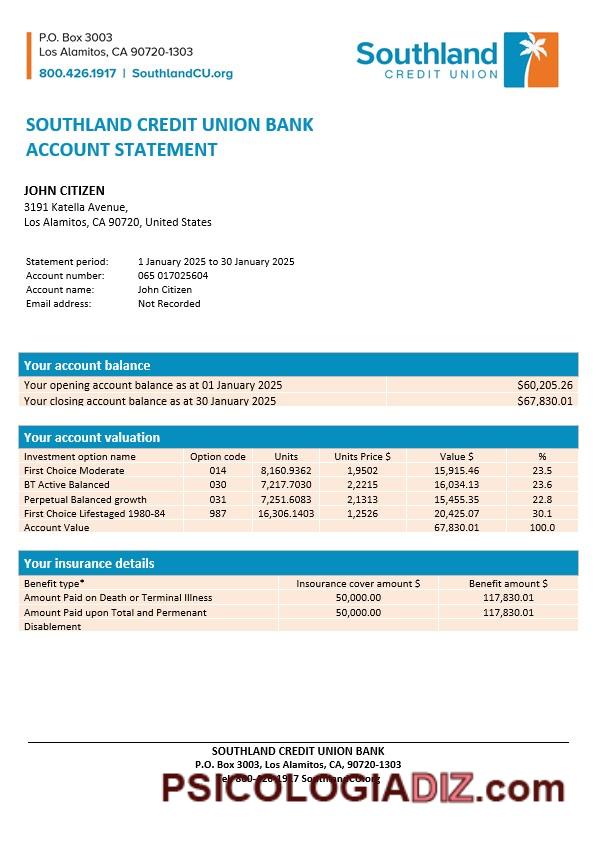 P.O. Box 3003
Los Alamitos, CA 90720-1303
800.426.1917 | SouthlandCU.org
Southland
CREDIT UNION
SOUTHLAND CREDIT UNION BANK
ACCOUNT STATEMENT
JOHN CITIZEN
3191 Katella Avenue,
Los Alamitos, CA 90720, United States
Statement period: 1 January 2025 to 30 January 2025
Account number: 065 017025604
Account name: John Citizen
Email address: Not Recorded
Your account balance
Your opening account balance as at 01 January 2025 $60,205.26
Your closing account balance as at 30 January 2025 $67,830.01
Your account valuation
Investment option name Option code Units Units Price $ Value $ %
First Choice Moderate 014 8,160.9362 1,9502 15,915.46 23.5
BT Active Balanced 030 7,217.7030 2,2215 16,034.13 23.6
Perpetual Balanced growth 031 7,251.6083 2,1313 15,455.35 22.8
First Choice Lifestaged 1980-84 987 16,306.1403 1,2526 20,425.07 30.1
Account Value 67,830.01 100.0
Your insurance details
Benefit type* Insourance cover amount $ Benefit amount $
Amount Paid on Death or Terminal Illness 50,000.00 117,830.01
Amount Paid upon Total and Permenant 50,000.00 117,830.01
Disablement
SOUTHLAND CREDIT UNION BANK
P.O. Box 3003, Los Alamitos, CA, 90720-1303
Tel: 800-426-1917 SouthlandCU.org
PSICOLOGIADIZ.com